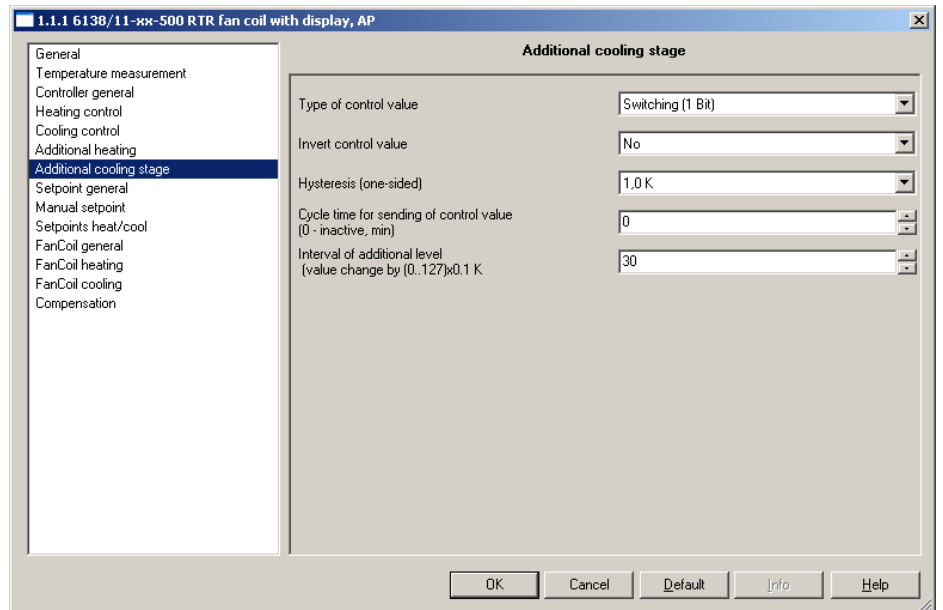 1.1.1 6138/11-xx-500 RTR fan coil with display, AP
General
Temperature measurement
Controller general
Heating control
Cooling control
Additional heating
Additional cooling stage
Setpoint general
Manual setpoint
Setpoints heat/cool
FanCoil general
FanCoil heating
FanCoil cooling
Compensation
Additional cooling stage
Type of control value
Switching (1 Bit)
Invert control value
No
Hysteresis (one-sided)
1,0 K
Cycle time for sending of control value
(0 - inactive, min)
0
Interval of additional level
(value change by (0..127)x0.1 K
30
OK
Cancel
Default
Info
Help